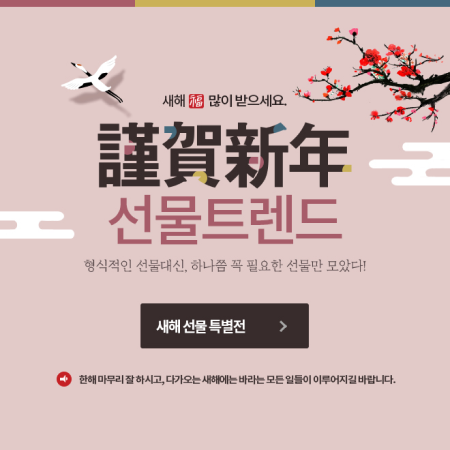 새해 福 많이 받으세요.
謹賀新年
선물트렌드
형식적인 선물대신, 하나쯤 꼭 필요한 선물만 모았다!
새해 선물 특별전
한해 마무리 잘 하시고, 다가오는 새해에는 바라는 모든 일들이 이루어지길 바랍니다.